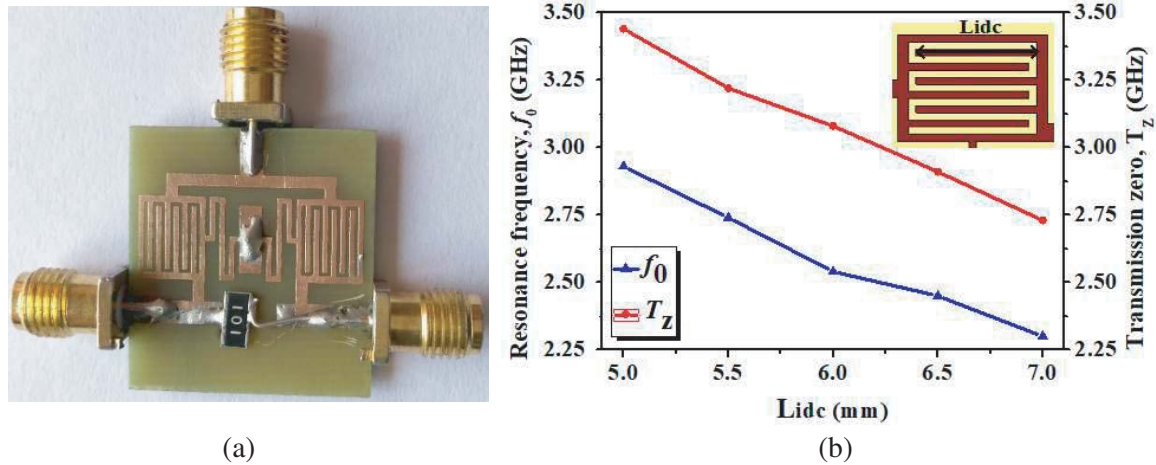 101
(a)
3.50
3.25
3.00
2.75
2.50
2.25
Resonance frequency, f0 (GHz)
3.50
3.25
3.00
2.75
2.50
2.25
Transmission zero, TZ (GHz)
Lidc
f0
TZ
5.0 5.5 6.0 6.5 7.0
Lidc (mm)
(b)